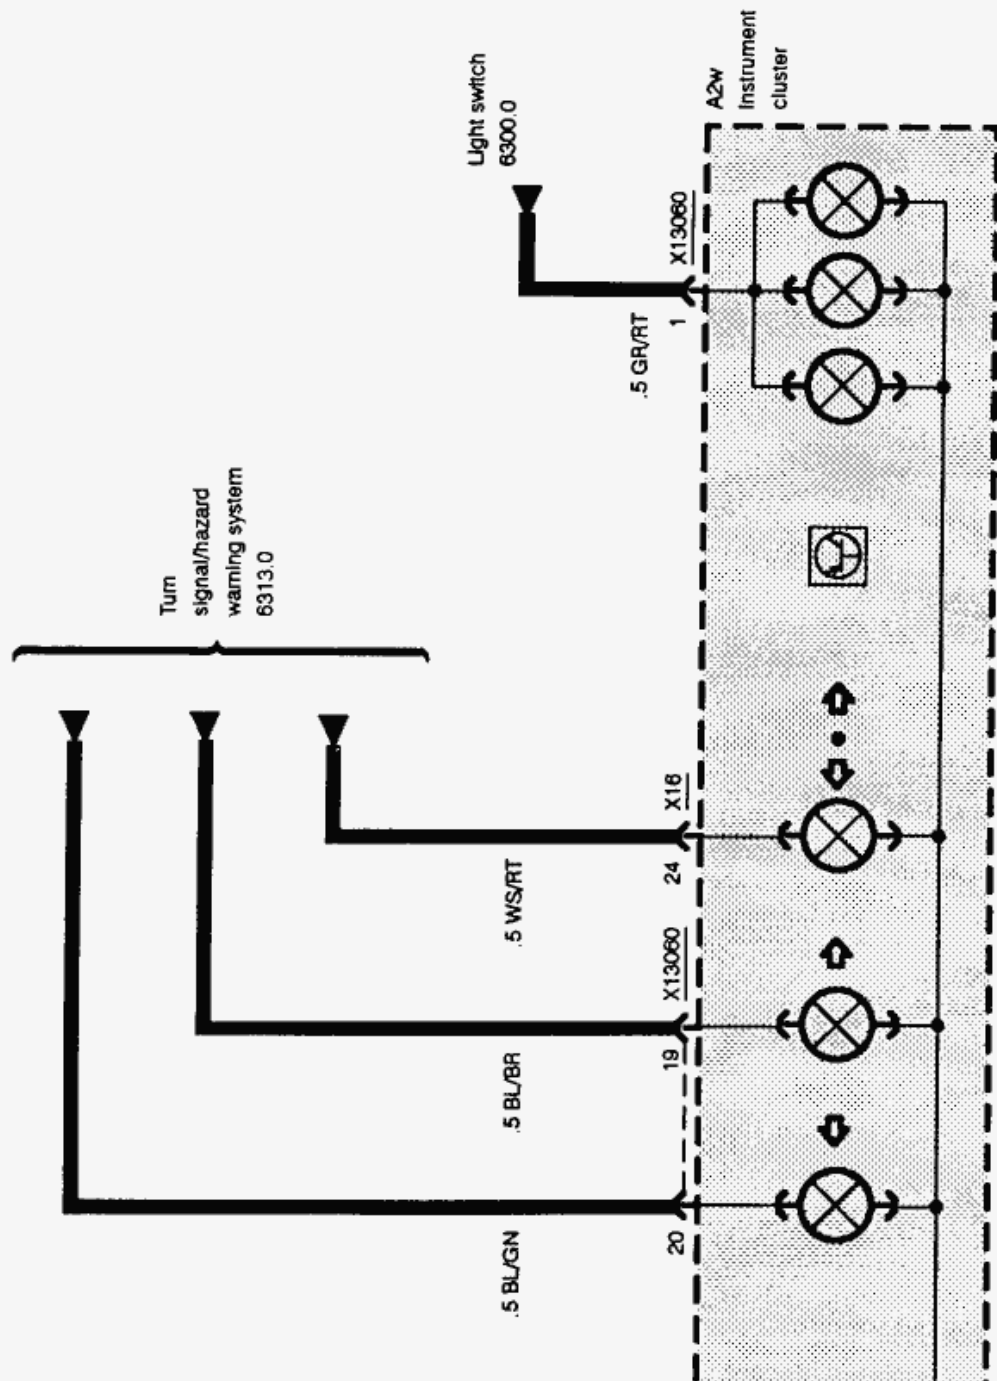 A2w
Instrument
cluster
Light switch
6300.0
X13060
1
.5 GR/RT
Turn
signal/hazard
warning system
6313.0
X16
24
.5 WS/RT
X13060
19
.5 BL/BR
20
.5 BL/GN